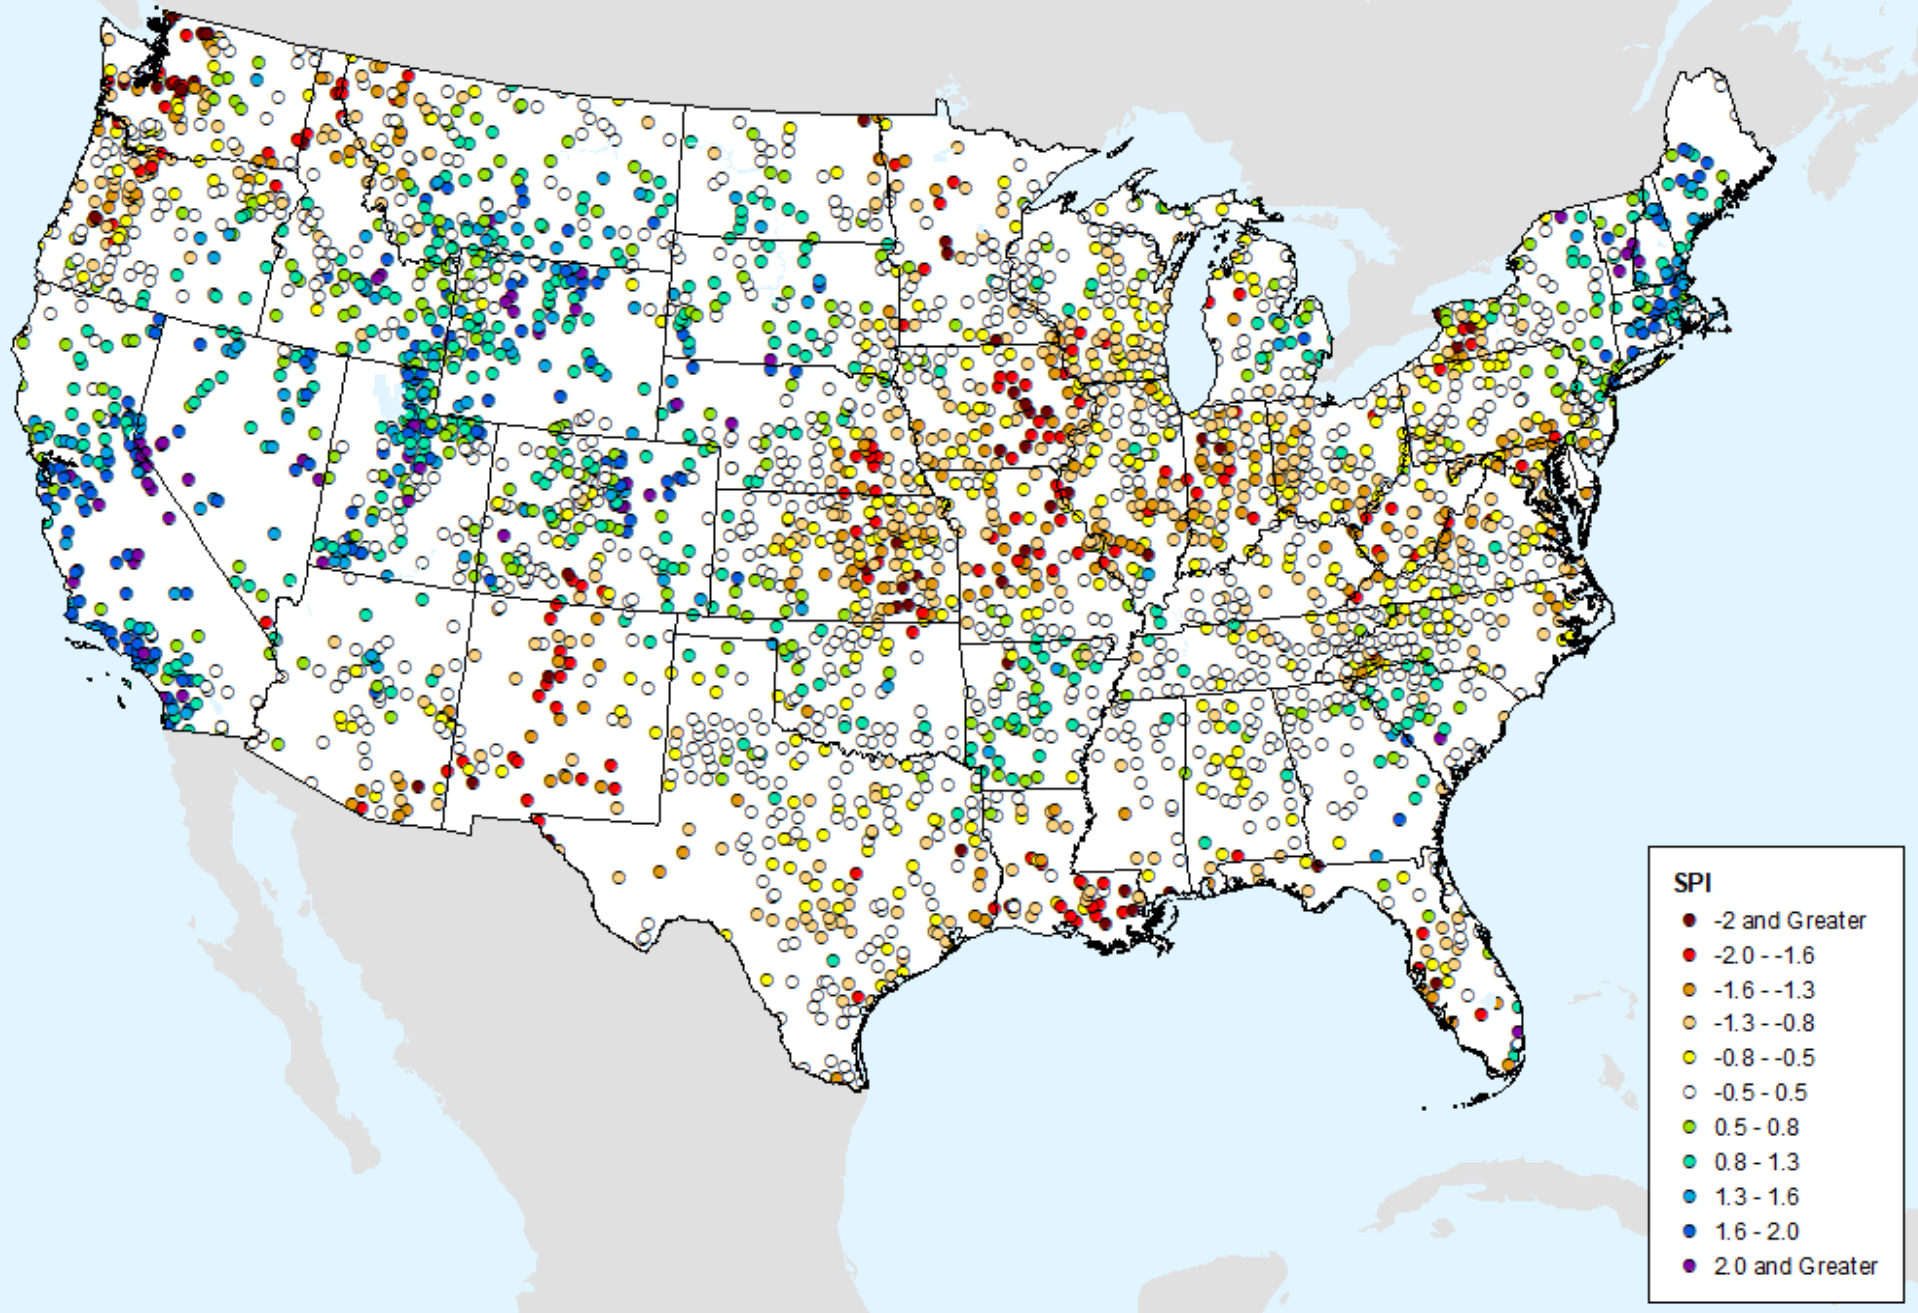 SPI
-2 and Greater
-2.0 - -1.6
-1.6 - -1.3
-1.3 - -0.8
-0.8 - -0.5
-0.5 - 0.5
0.5 - 0.8
0.8 - 1.3
1.3 - 1.6
1.6 - 2.0
2.0 and Greater